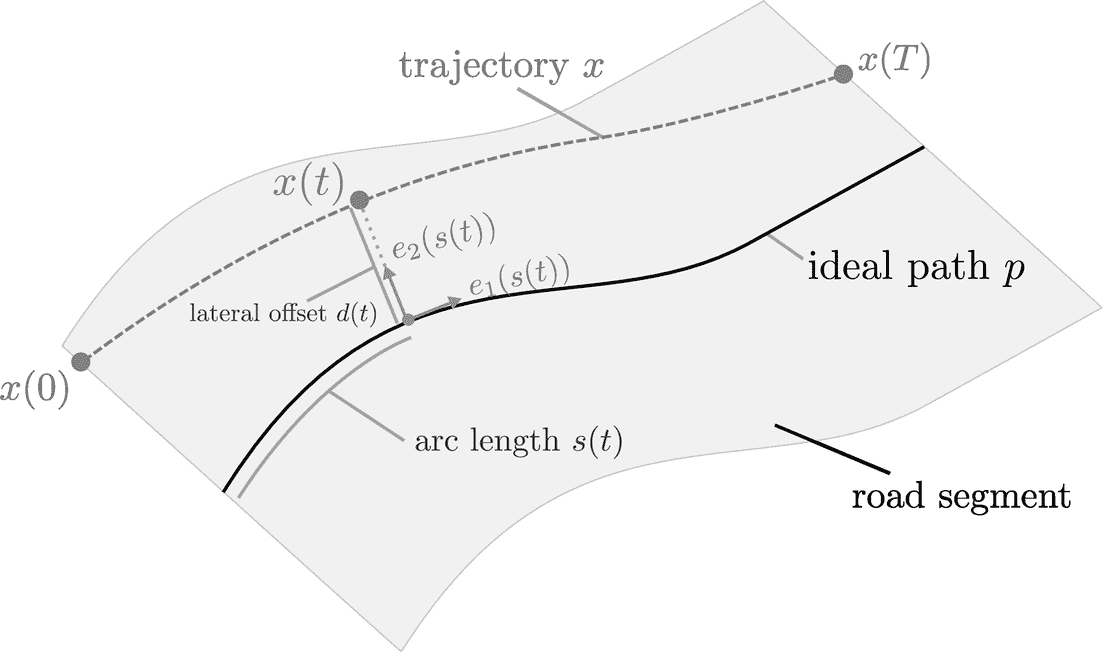 trajectory x
x(T)
x(t)
e₂(s(t))
e₁(s(t))
ideal path p
lateral offset d(t)
x(0)
arc length s(t)
road segment